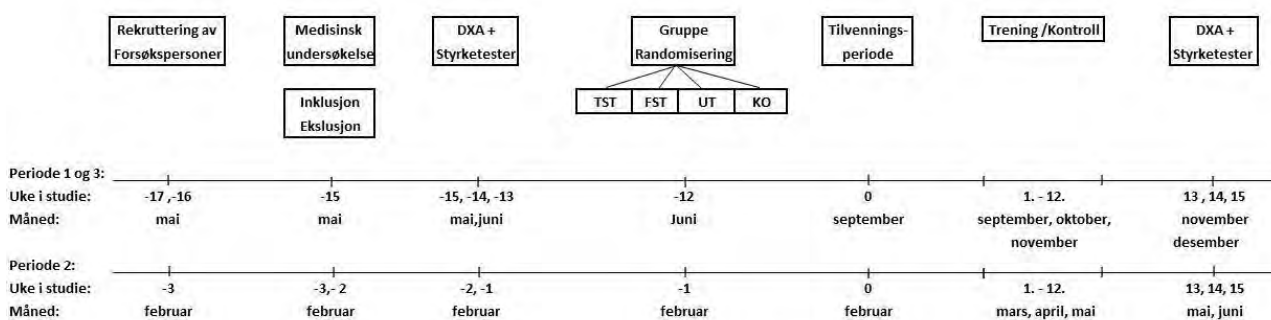 Rekruttering av
Forsøkspersoner
Medisinsk
undersøkelse
DXA +
Styrketester
Gruppe
Randomisering
Tilvennings-
periode
Trening /Kontroll
DXA +
Styrketester
Inklusjon
Ekslusjon
TST FST UT KO
Periode 1 og 3:
Uke i studie: -17 ,-16 -15 -15, -14, -13 -12 0 1. - 12. 13 , 14, 15
Måned: mai mai mai,juni Juni september september, oktober, november
november desember
Periode 2:
Uke i studie: -3 -3,- 2 -2, -1 -1 0 1. - 12. 13, 14, 15
Måned: februar februar februar februar februar mars, april, mai mai, juni